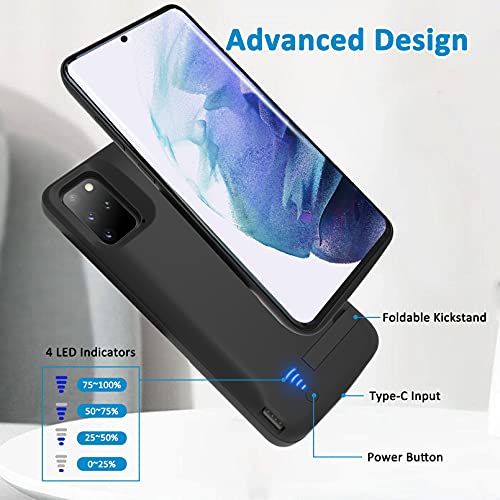 Advanced Design
Foldable Kickstand
4 LED Indicators
75~100%
50~75%
25~50%
0~25%
Type-C Input
Power Button